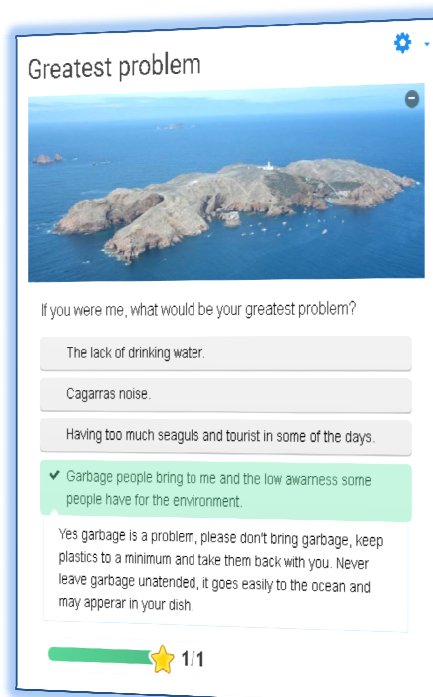 Greatest problem
If you were me, what would be your greatest problem?
The lack of drinking water.
Cagarras noise.
Having too much seaguls and tourist in some of the days.
Garbage people bring to me and the low awarness some
people have for the environment.
Yes garbage is a problem, please don't bring garbage, keep
plastics to a minimum and take them back with you. Never
leave garbage unatended, it goes easily to the ocean and
may apperar in your dish.
1/1